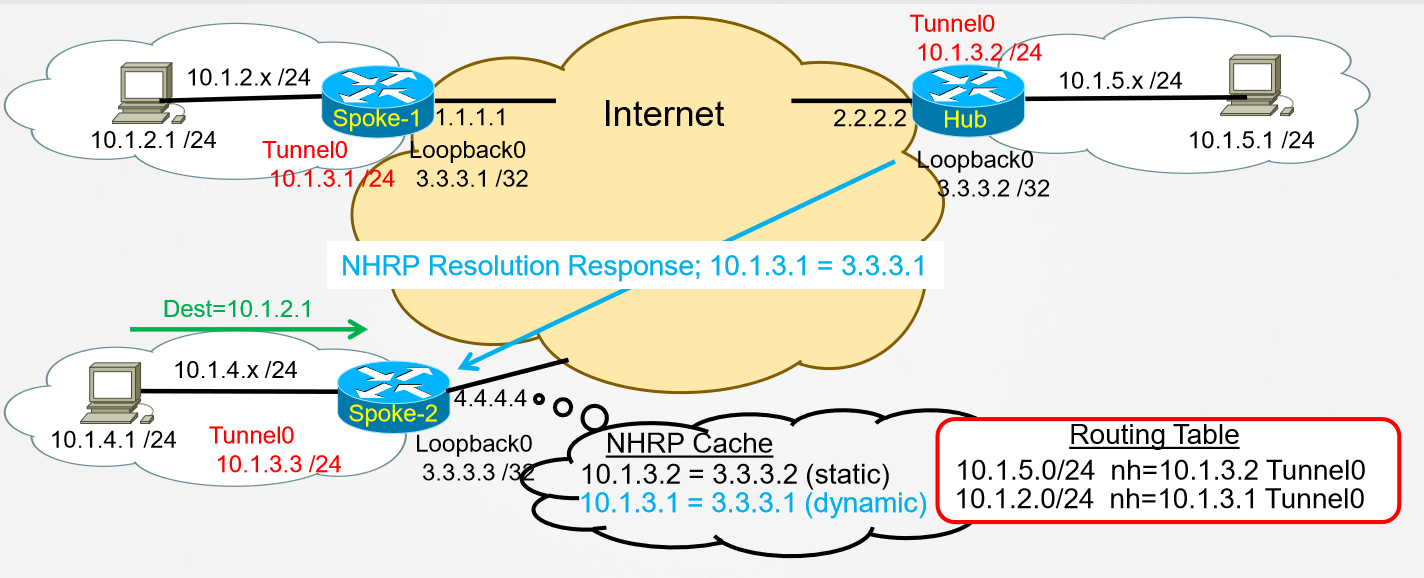 Tunnel0
10.1.3.2 /24
10.1.2.x /24
10.1.5.x /24
Internet
Spoke-1
1.1.1.1
2.2.2.2
Hub
10.1.2.1 /24
10.1.5.1 /24
Tunnel0
10.1.3.1 /24
Loopback0
3.3.3.1 /32
Loopback0
3.3.3.2 /32
NHRP Resolution Response; 10.1.3.1 = 3.3.3.1
Dest=10.1.2.1
10.1.4.x /24
Spoke-2
4.4.4.4
10.1.4.1 /24
Tunnel0
10.1.3.3 /24
Loopback0
3.3.3.3 /32
NHRP Cache
10.1.3.2 = 3.3.3.2 (static)
10.1.3.1 = 3.3.3.1 (dynamic)
Routing Table
10.1.5.0/24 nh=10.1.3.2 Tunnel0
10.1.2.0/24 nh=10.1.3.1 Tunnel0